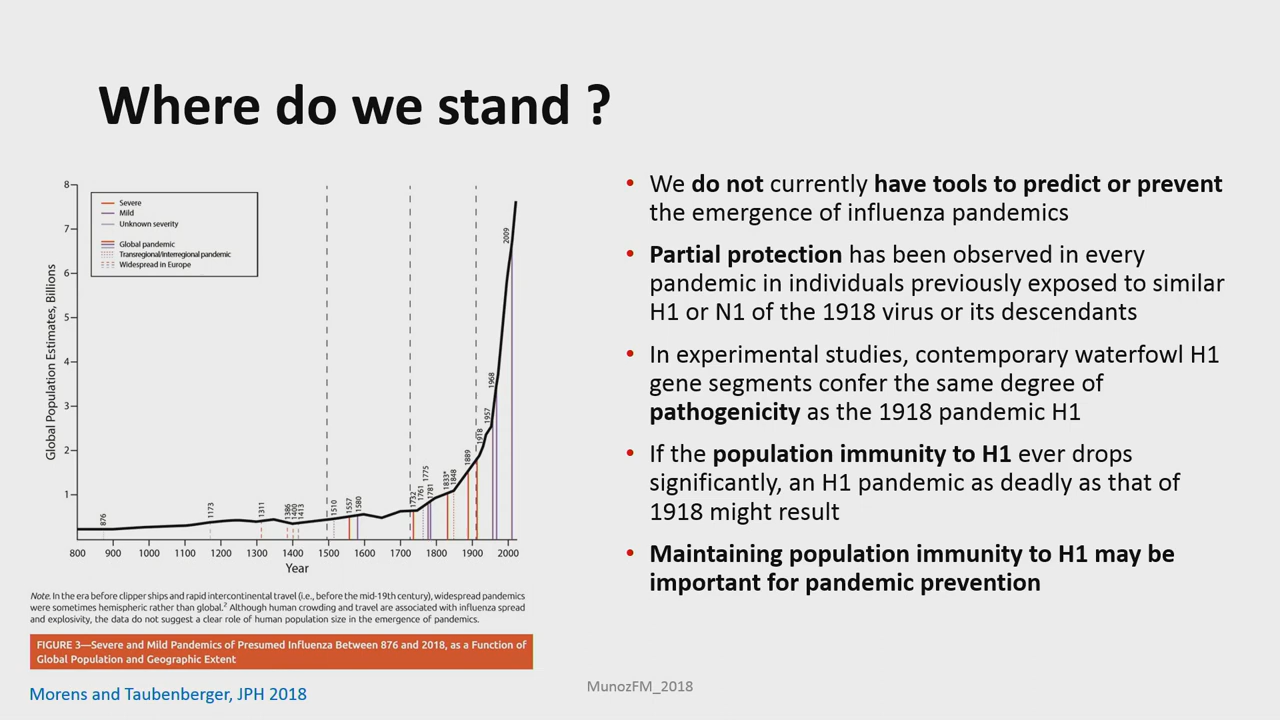 Where do we stand ?
8
7
6
5
4
3
2
1
Global Population Estimates, Billions
Severe
Mild
Unknown severity
Global pandemic
Transregional/Interregional pandemic
Widespread in Europe
876
1173
1311
1386
1400
1413
1510
1557
1580
1732
1761
1775
1781
1833*
1848
1889
1918
1957
1968
2009
800 900 1000 1100 1200 1300 1400 1500 1600 1700 1800 1900 2000
Year
Note. In the era before clipper ships and rapid intercontinental travel (i.e., before the mid-19th century), widespread pandemics
were sometimes hemispheric rather than global.² Although human crowding and travel are associated with influenza spread
and explosivity, the data do not suggest a clear role of human population size in the emergence of pandemics.
FIGURE 3—Severe and Mild Pandemics of Presumed Influenza Between 876 and 2018, as a Function of
Global Population and Geographic Extent
Morens and Taubenberger, JPH 2018
• We do not currently have tools to predict or prevent
the emergence of influenza pandemics
• Partial protection has been observed in every
pandemic in individuals previously exposed to similar
H1 or N1 of the 1918 virus or its descendants
• In experimental studies, contemporary waterfowl H1
gene segments confer the same degree of
pathogenicity as the 1918 pandemic H1
• If the population immunity to H1 ever drops
significantly, an H1 pandemic as deadly as that of
1918 might result
• Maintaining population immunity to H1 may be
important for pandemic prevention
MunozFM_2018